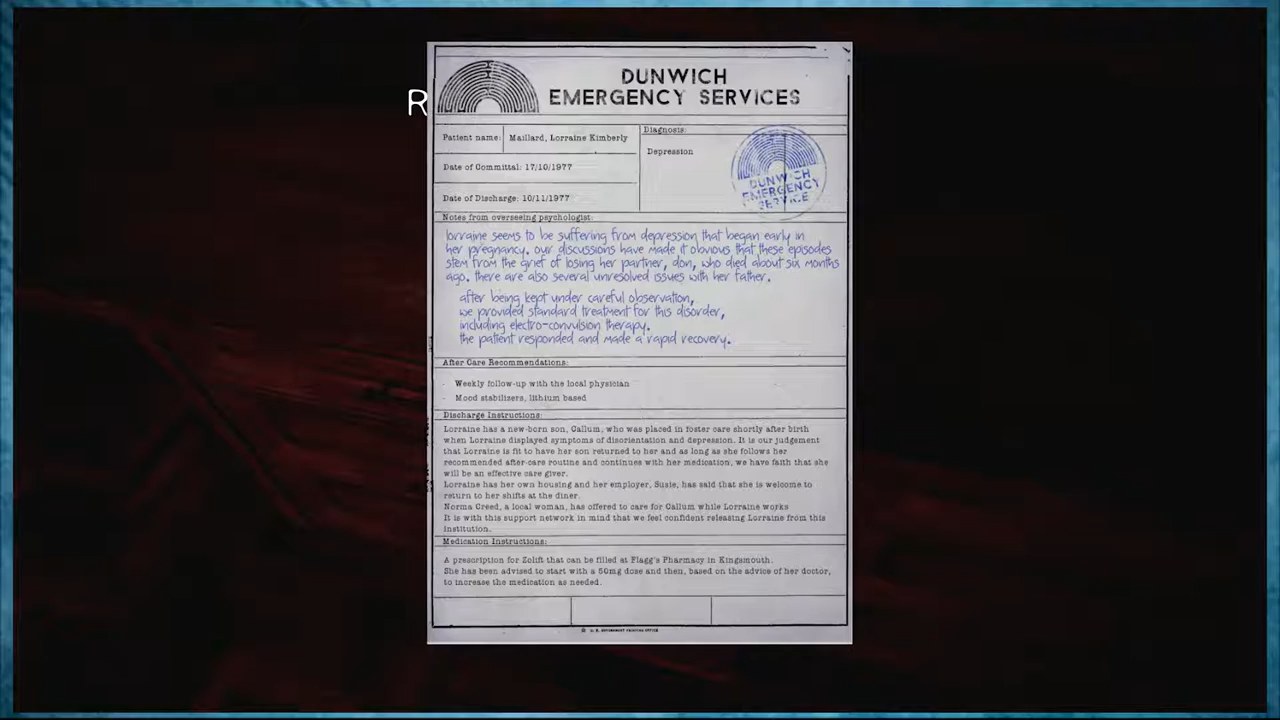 R
DUNWICH
EMERGENCY SERVICES
Patient name: Maillard, Lorraine Kimberly
Diagnosis:
Depression
Date of Committal: 17/10/1977
Date of Discharge: 10/11/1977
DUNWICH
EMERGENCY
SERVICE
Notes from overseeing psychologist:
lorraine seems to be suffering from depression that began early in
her pregnancy. our discussions have made it obvious that these episodes
stem from the grief of losing her partner, don, who died about six months
ago. there are also several unresolved issues with her father.
after being kept under careful observation,
we provided standard treatment for this disorder,
including electro-convulsion therapy.
the patient responded and made a rapid recovery.
After Care Recommendations:
- Weekly follow-up with the local physician
- Mood stabilizers, lithium based
Discharge Instructions:
Lorraine has a new-born son, Callum, who was placed in foster care shortly after birth
when Lorraine displayed symptoms of disorientation and depression. It is our judgement
that Lorraine is fit to have her son returned to her and as long as she follows her
recommended after-care routine and continues with her medication, we have faith that she
will be an effective care giver.
Lorraine has her own housing and her employer, Susie, has said that she is welcome to
return to her shifts at the diner.
Norma Creed, a local woman, has offered to care for Callum while Lorraine works
It is with this support network in mind that we feel confident releasing Lorraine from this
institution.
Medication Instructions:
A prescription for Zolift that can be filled at Flagg's Pharmacy in Kingsmouth.
She has been advised to start with a 50mg dose and then, based on the advice of her doctor,
to increase the medication as needed.
U. S. GOVERNMENT PRINTING OFFICE